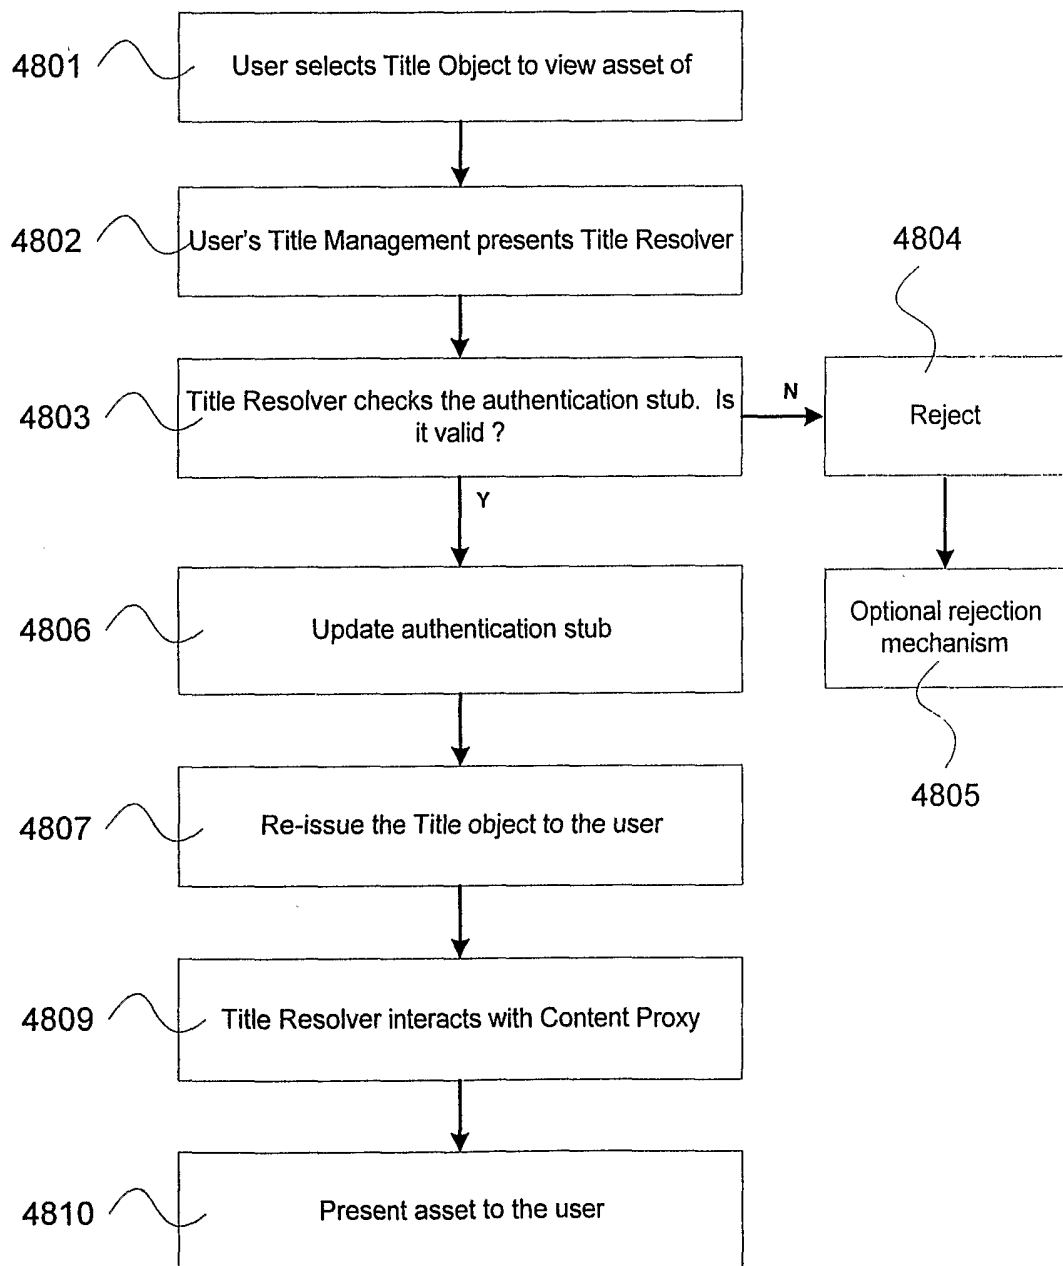 4801
User selects Title Object to view asset of
4802
User's Title Management presents Title Resolver
4804
4803
Title Resolver checks the authentication stub. Is
it valid ?
N
Reject
Y
4806
Update authentication stub
Optional rejection
mechanism
4805
4807
Re-issue the Title object to the user
4809
Title Resolver interacts with Content Proxy
4810
Present asset to the user